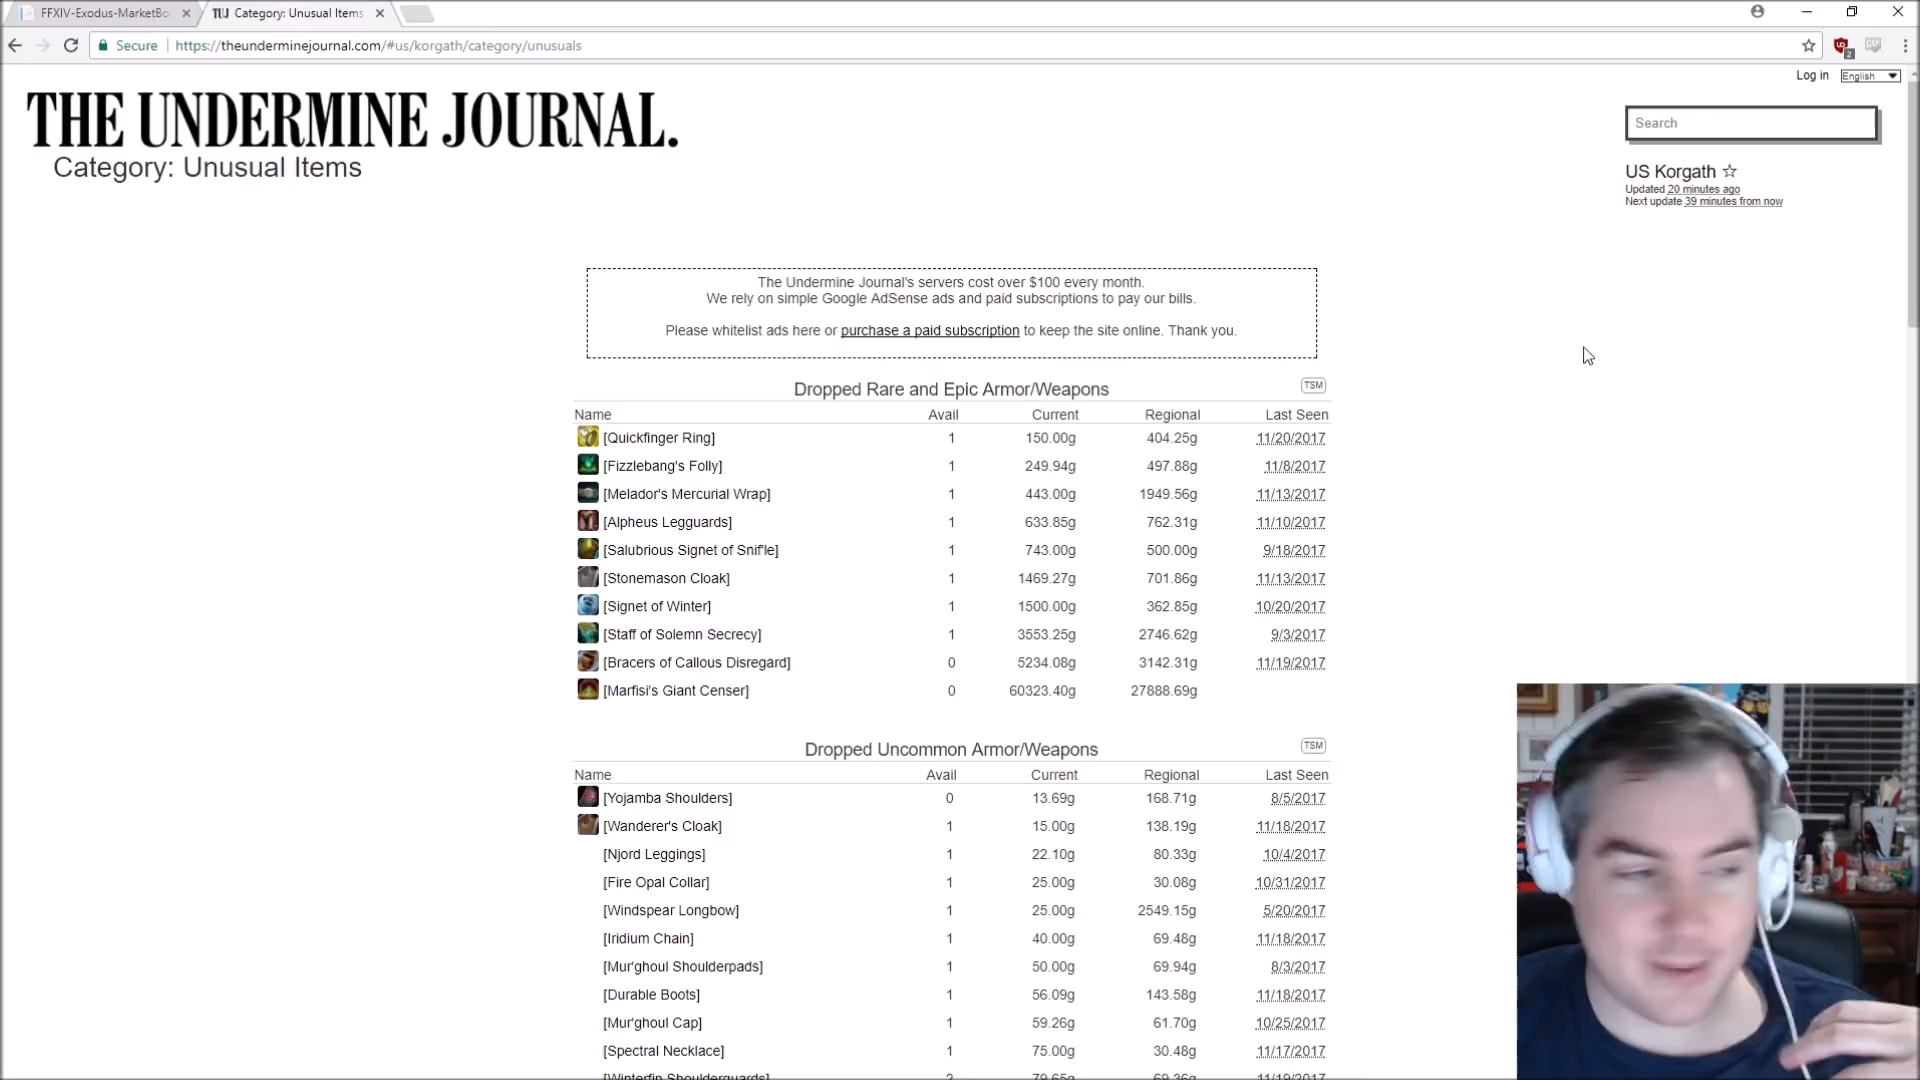 FFXIV-Exodus-MarketBo
TUJ Category: Unusual Items
Secure https://theunderminejournal.com/#us/korgath/category/unusuals
Log in English
THE UNDERMINE JOURNAL.
Category: Unusual Items
Search
US Korgath ☆
Updated 20 minutes ago
Next update 39 minutes from now
The Undermine Journal's servers cost over $100 every month.
We rely on simple Google AdSense ads and paid subscriptions to pay our bills.
Please whitelist ads here or purchase a paid subscription to keep the site online. Thank you.
Dropped Rare and Epic Armor/Weapons TSM
Name Avail Current Regional Last Seen
[Quickfinger Ring] 1 150.00g 404.25g 11/20/2017
[Fizzlebang's Folly] 1 249.94g 497.88g 11/8/2017
[Melador's Mercurial Wrap] 1 443.00g 1949.56g 11/13/2017
[Alpheus Legguards] 1 633.85g 762.31g 11/10/2017
[Salubrious Signet of Snif'le] 1 743.00g 500.00g 9/18/2017
[Stonemason Cloak] 1 1469.27g 701.86g 11/13/2017
[Signet of Winter] 1 1500.00g 362.85g 10/20/2017
[Staff of Solemn Secrecy] 1 3553.25g 2746.62g 9/3/2017
[Bracers of Callous Disregard] 0 5234.08g 3142.31g 11/19/2017
[Marfisi's Giant Censer] 0 60323.40g 27888.69g
Dropped Uncommon Armor/Weapons TSM
Name Avail Current Regional Last Seen
[Yojamba Shoulders] 0 13.69g 168.71g 8/5/2017
[Wanderer's Cloak] 1 15.00g 138.19g 11/18/2017
[Njord Leggings] 1 22.10g 80.33g 10/4/2017
[Fire Opal Collar] 1 25.00g 30.08g 10/31/2017
[Windspear Longbow] 1 25.00g 2549.15g 5/20/2017
[Iridium Chain] 1 40.00g 69.48g 11/18/2017
[Mur'ghoul Shoulderpads] 1 50.00g 69.94g 8/3/2017
[Durable Boots] 1 56.09g 143.58g 11/18/2017
[Mur'ghoul Cap] 1 59.26g 61.70g 10/25/2017
[Spectral Necklace] 1 75.00g 30.48g 11/17/2017
[Winterfin Shoulderguards] 2 79.65g 69.36g 11/19/2017